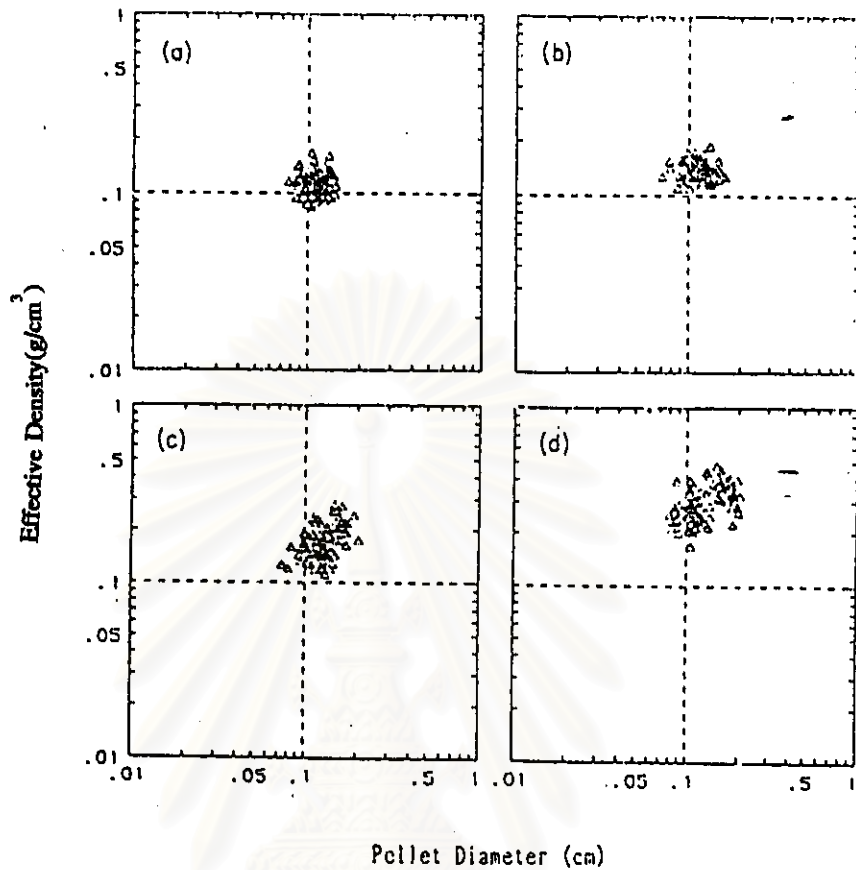 1
(a)
(b)
.5
.1
.05
.01
Effective Density(g/cm³)
1
(c)
(d)
.5
.1
.05
.01
.01 .05 .1 .5 1 .01 .05 .1 .5 1
Pellet Diameter (cm)